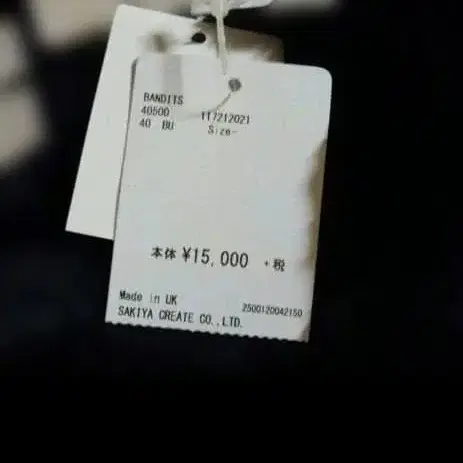 BANDITS
40500 117212021
40 BU Size-
本体 ¥15,000 +税
Made in UK 2500120042150
SAKIYA CREATE CO.,LTD.